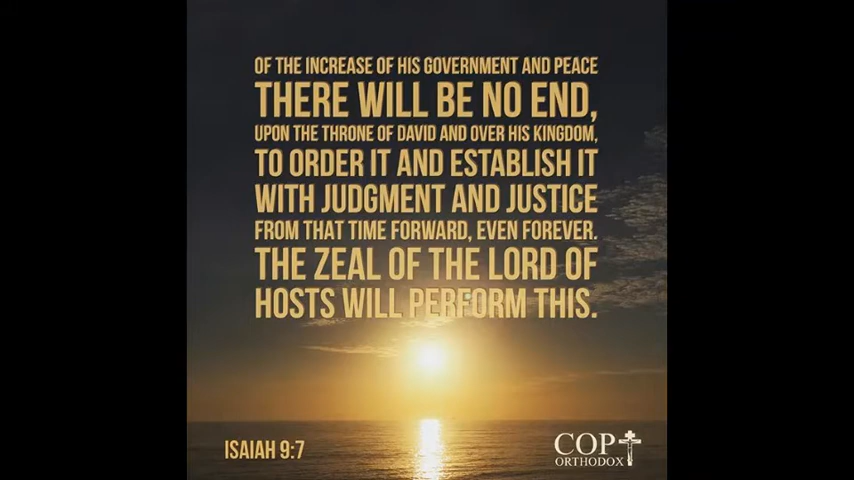 OF THE INCREASE OF HIS GOVERNMENT AND PEACE
THERE WILL BE NO END,
UPON THE THRONE OF DAVID AND OVER HIS KINGDOM,
TO ORDER IT AND ESTABLISH IT
WITH JUDGMENT AND JUSTICE
FROM THAT TIME FORWARD, EVEN FOREVER.
THE ZEAL OF THE LORD OF
HOSTS WILL PERFORM THIS.
ISAIAH 9:7
COPT
ORTHODOX